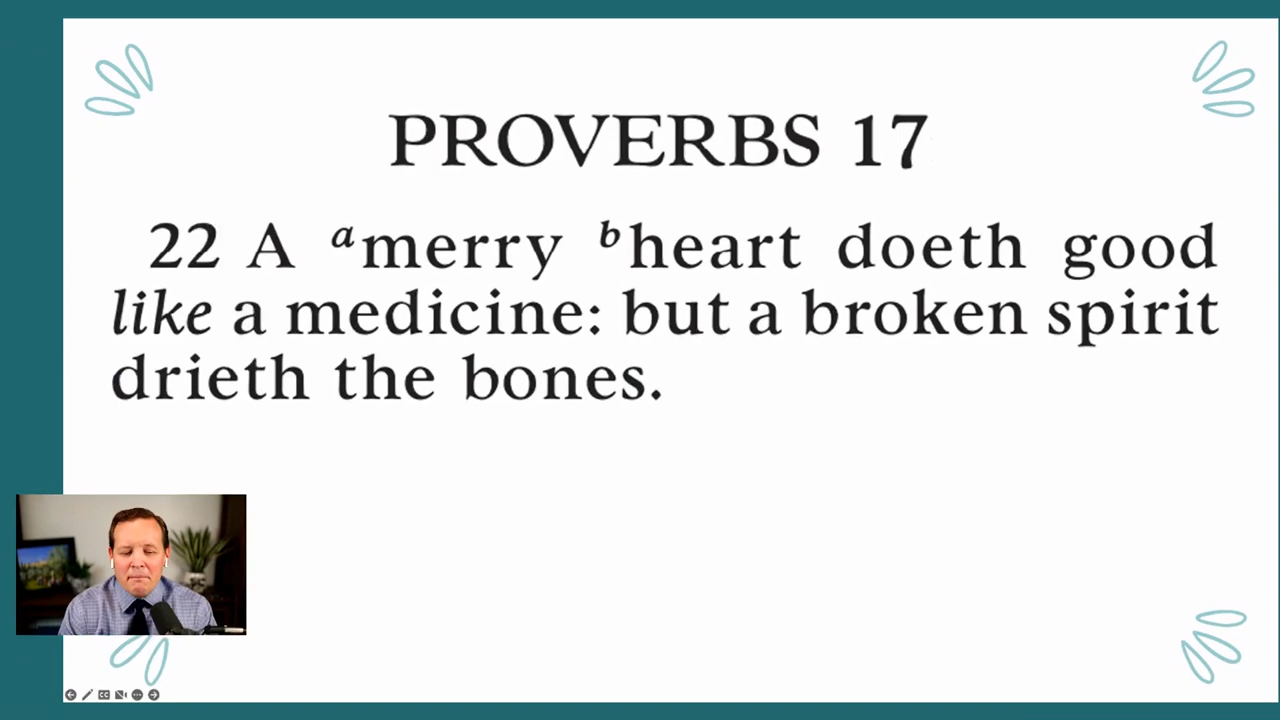 PROVERBS 17
22 A ᵃmerry ᵇheart doeth good
like a medicine: but a broken spirit
drieth the bones.